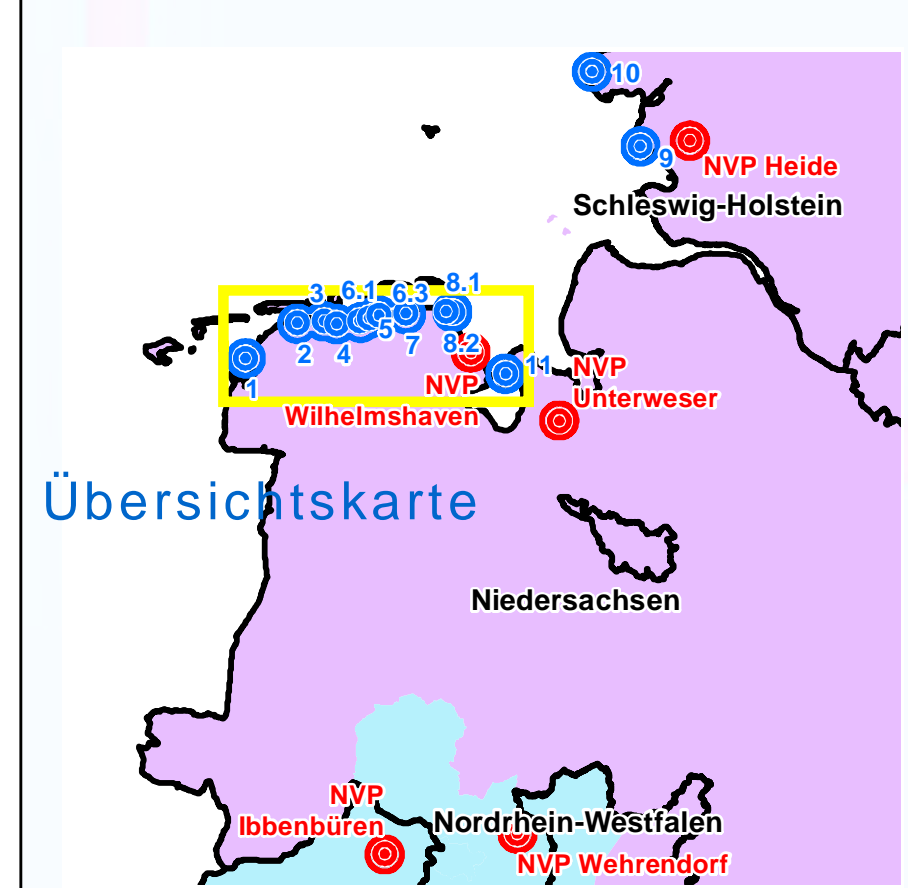 10
9
NVP Heide
Schleswig-Holstein
8.1
3
6.1
6.3
5
2
4
7
8.2
1
11
NVP
Wilhelmshaven
NVP
Unterweser
Übersichtskarte
Niedersachsen
NVP
Ibbenbüren
Nordrhein-Westfalen
NVP Wehrendorf